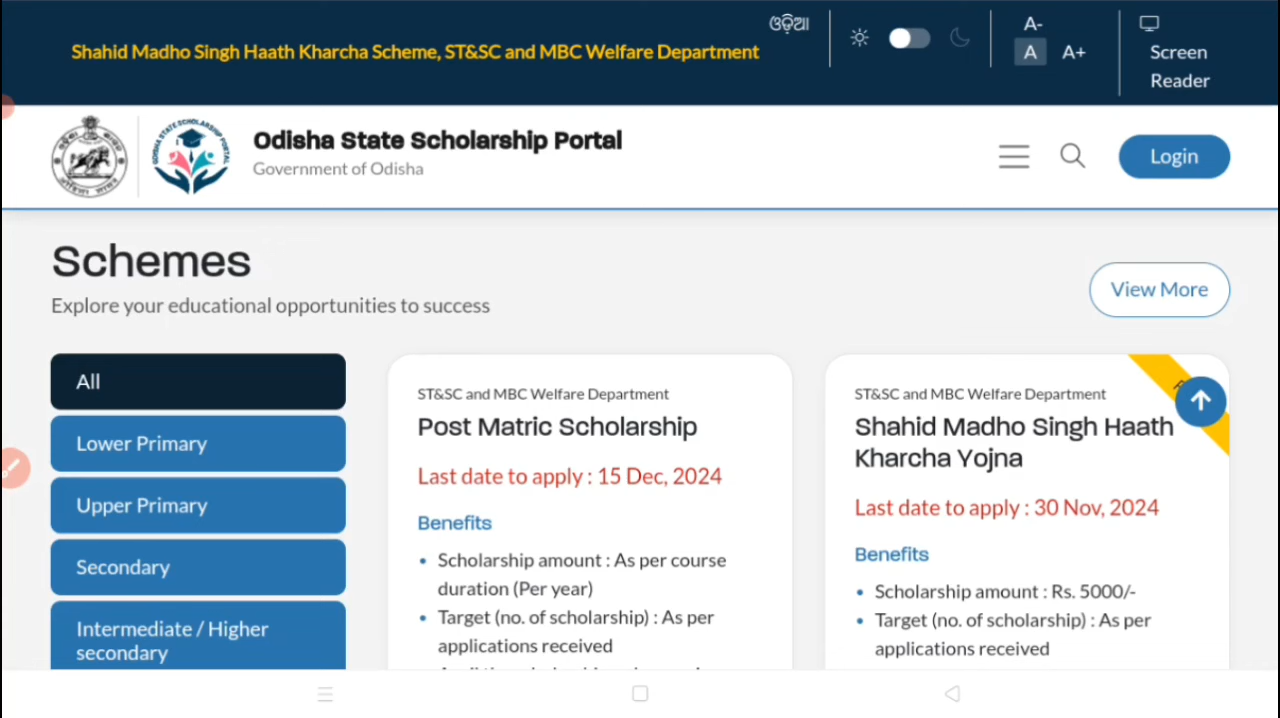 ଓଡ଼ିଆ
Shahid Madho Singh Haath Kharcha Scheme, ST&SC and MBC Welfare Department
A-
A A+
Screen
Reader
Odisha State Scholarship Portal
Government of Odisha
Login
Schemes
Explore your educational opportunities to success
View More
All
Lower Primary
Upper Primary
Secondary
Intermediate / Higher
secondary
ST&SC and MBC Welfare Department
Post Matric Scholarship
Last date to apply : 15 Dec, 2024
Benefits
• Scholarship amount : As per course
duration (Per year)
• Target (no. of scholarship) : As per
applications received
ST&SC and MBC Welfare Department
Shahid Madho Singh Haath
Kharcha Yojna
Last date to apply : 30 Nov, 2024
Benefits
• Scholarship amount : Rs. 5000/-
• Target (no. of scholarship) : As per
applications received